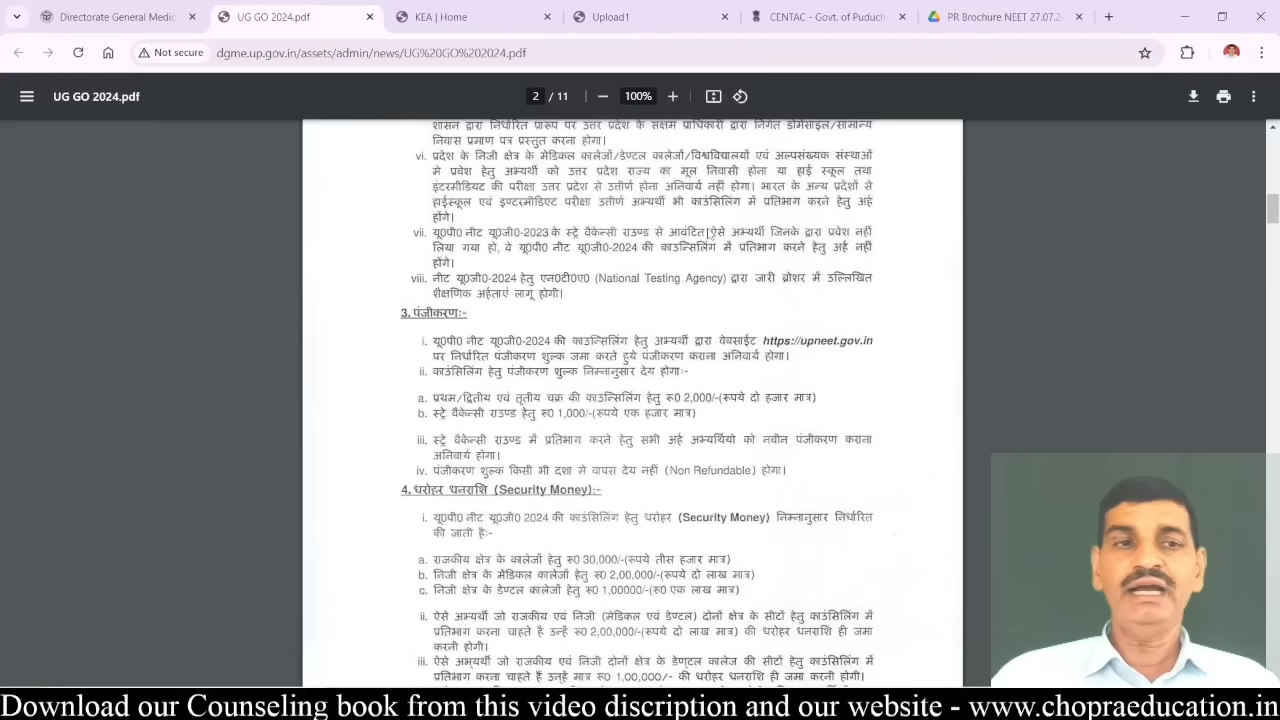 Directorate General Medic
UG GO 2024.pdf
KEA | Home
Upload1
CENTAC - Govt. of Puduch
PR Brochure NEET 27.07.2
Not secure
dgme.up.gov.in/assets/admin/news/UG%20GO%202024.pdf
UG GO 2024.pdf
2 / 11
100%
शासन द्वारा निर्धारित प्रारूप पर उत्तर प्रदेश के सक्षम प्राधिकारी द्वारा निर्गत डोमेसाइल/सामान्य
निवास प्रमाण पत्र प्रस्तुत करना होगा।
vi. प्रदेश के निजी क्षेत्र के मेडिकल कालेजों/डेण्टल कालेजों/विश्वविद्यालयों एवं अल्पसंख्यक संस्थाओं
मे प्रवेश हेतु अभ्यर्थी को उत्तर प्रदेश राज्य का मूल निवासी होना या हाई स्कूल तथा
इंटरमीडियट की परीक्षा उत्तर प्रदेश से उत्तीर्ण होना अनिवार्य नहीं होगा। भारत के अन्य प्रदेशों से
हाईस्कूल एवं इण्टरमीडिएट परीक्षा उत्तीर्ण अभ्यर्थी भी काउंसिलिंग में प्रतिभाग करने हेतु अर्ह
होंगे।
vii. यू0पी0 नीट यू0जी0-2023 के स्ट्रे वैकेन्सी राउण्ड से आवंटित ऐसे अभ्यर्थी जिनके द्वारा प्रवेश नहीं
लिया गया हो, वे यू0पी0 नीट यू0जी0-2024 की काउन्सिलिंग में प्रतिभाग करने हेतु अर्ह नहीं
होंगे।
viii. नीट यू0जी0-2024 हेतु एन0टी0ए0 (National Testing Agency) द्वारा जारी ब्रोशर में उल्लिखित
शैक्षणिक अर्हताएं लागू होगी।
3. पंजीकरणः-
i. यू0पी0 नीट यू0जी0-2024 की काउन्सिलिंग हेतु अभ्यर्थी द्वारा वेबसाईट https://upneet.gov.in
पर निर्धारित पंजीकरण शुल्क जमा करते हुये पंजीकरण कराना अनिवार्य होगा।
ii. काउंसिलिंग हेतु पंजीकरण शुल्क निम्नानुसार देय होगाः-
a. प्रथम/द्वितीय एवं तृतीय चक्र की काउन्सिलिंग हेतु रू0 2,000/-(रूपये दो हजार मात्र)
b. स्ट्रे वैकेन्सी राउण्ड हेतु रू0 1,000/-(रूपये एक हजार मात्र)
iii. स्ट्रे वैकेन्सी राउण्ड में प्रतिभाग करने हेतु सभी अर्ह अभ्यर्थियो को नवीन पंजीकरण कराना
अनिवार्य होगा।
iv. पंजीकरण शुल्क किसी भी दशा मे वापस देय नहीं (Non Refundable) होगा।
4. धरोहर धनराशि (Security Money):-
i. यू0पी0 नीट यू0जी0 2024 की काउंसिलिंग हेतु धरोहर (Security Money) निम्नानुसार निर्धारित
की जाती हैः-
a. राजकीय क्षेत्र के कालेजों हेतु रू0 30,000/-(रूपये तीस हजार मात्र)
b. निजी क्षेत्र के मेडिकल कालेजों हेतु रू0 2,00,000/-(रूपये दो लाख मात्र)
c. निजी क्षेत्र के डेण्टल कालेजों हेतु रू0 1,00000/-(रू0 एक लाख मात्र)
ii. ऐसे अभ्यर्थी जो राजकीय एवं निजी (मेडिकल एवं डेण्टल) दोनों क्षेत्र के सीटों हेतु काउंसिलिंग में
प्रतिभाग करना चाहते हैं उन्हें रू0 2,00,000/-(रूपये दो लाख मात्र) की धरोहर धनराशि ही जमा
करनी होगी।
iii. ऐसे अभ्यर्थी जो राजकीय एवं निजी दोनों क्षेत्र के डेण्टल कालेज की सीटों हेतु काउंसिलिंग में
प्रतिभाग करना चाहते हैं उन्हें मात्र रू0 1,00,000/- की धरोहर धनराशि ही जमा करनी होगी।
Download our Counseling book from this video discription and our website - www.chopraeducation.in